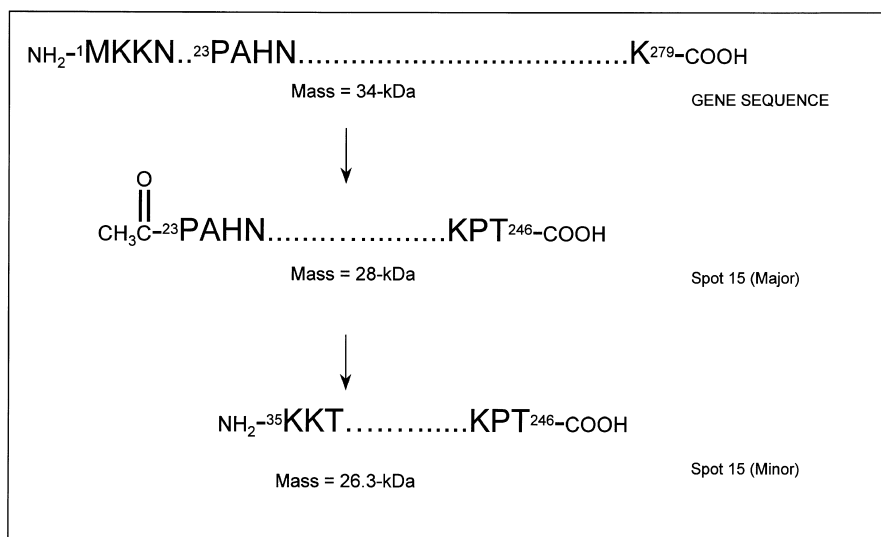 NH₂-¹MKKN..²³PAHN.......................................K²⁷⁹-COOH
Mass = 34-kDa
GENE SEQUENCE
O
CH₃C-²³PAHN.....................KPT²⁴⁶-COOH
Mass = 28-kDa
Spot 15 (Major)
NH₂-³⁵KKT..............KPT²⁴⁶-COOH
Mass = 26.3-kDa
Spot 15 (Minor)